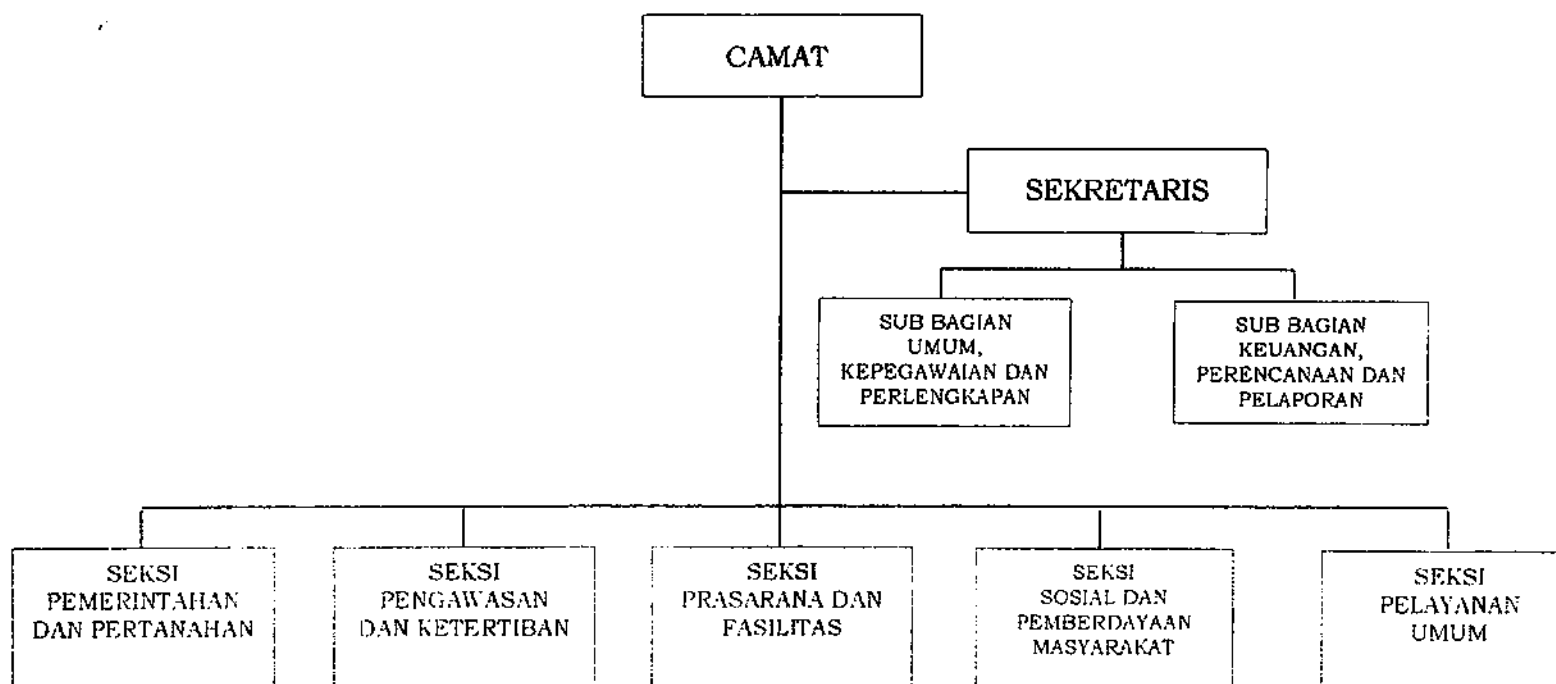 CAMAT
SEKRETARIS
SUB BAGIAN
UMUM,
KEPEGAWAIAN DAN
PERLENGKAPAN
SUB BAGIAN
KEUANGAN,
PERENCANAAN DAN
PELAPORAN
SEKSI
PEMERINTAHAN
DAN PERTANAHAN
SEKSI
PENGAWASAN
DAN KETERTIBAN
SEKSI
PRASARANA DAN
FASILITAS
SEKSI
SOSIAL DAN
PEMBERDAYAAN
MASYARAKAT
SEKSI
PELAYANAN
UMUM